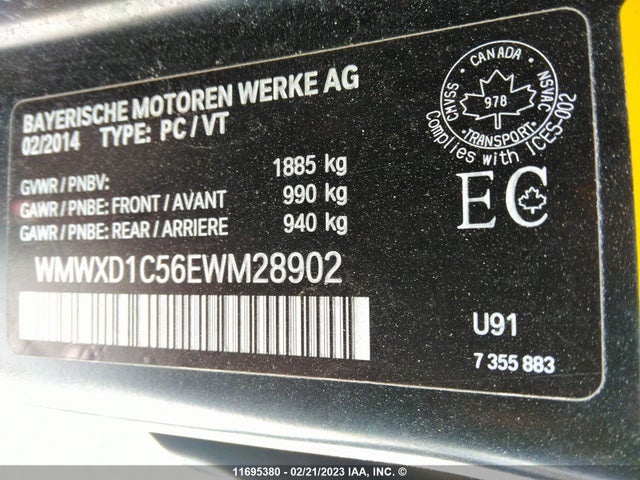 BAYERISCHE MOTOREN WERKE AG
02/2014 TYPE: PC / VT
GVWR / PNBV: 1885 kg
GAWR / PNBE: FRONT / AVANT 990 kg
GAWR / PNBE: REAR / ARRIERE 940 kg
WMWXD1C56EWM28902
CANADA
CMVSS NSVAC
978
TRANSPORT
Complies with ICES-002
EC
U91
7 355 883
11695380 - 02/21/2023 IAA, INC. ©